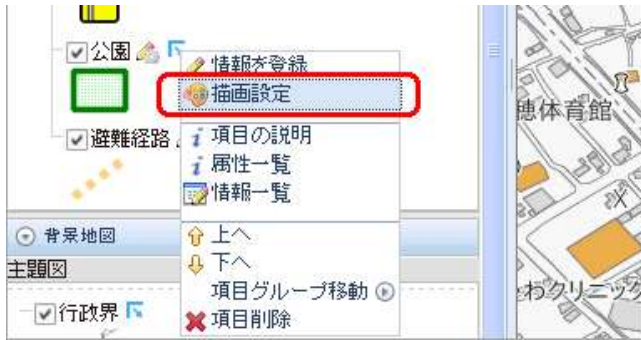 公園
情報を登録
描画設定
避難経路
項目の説明
属性一覧
情報一覧
背景地図
上へ
主題図
下へ
項目グループ移動
行政界
項目削除
穂体育館
わクリニック